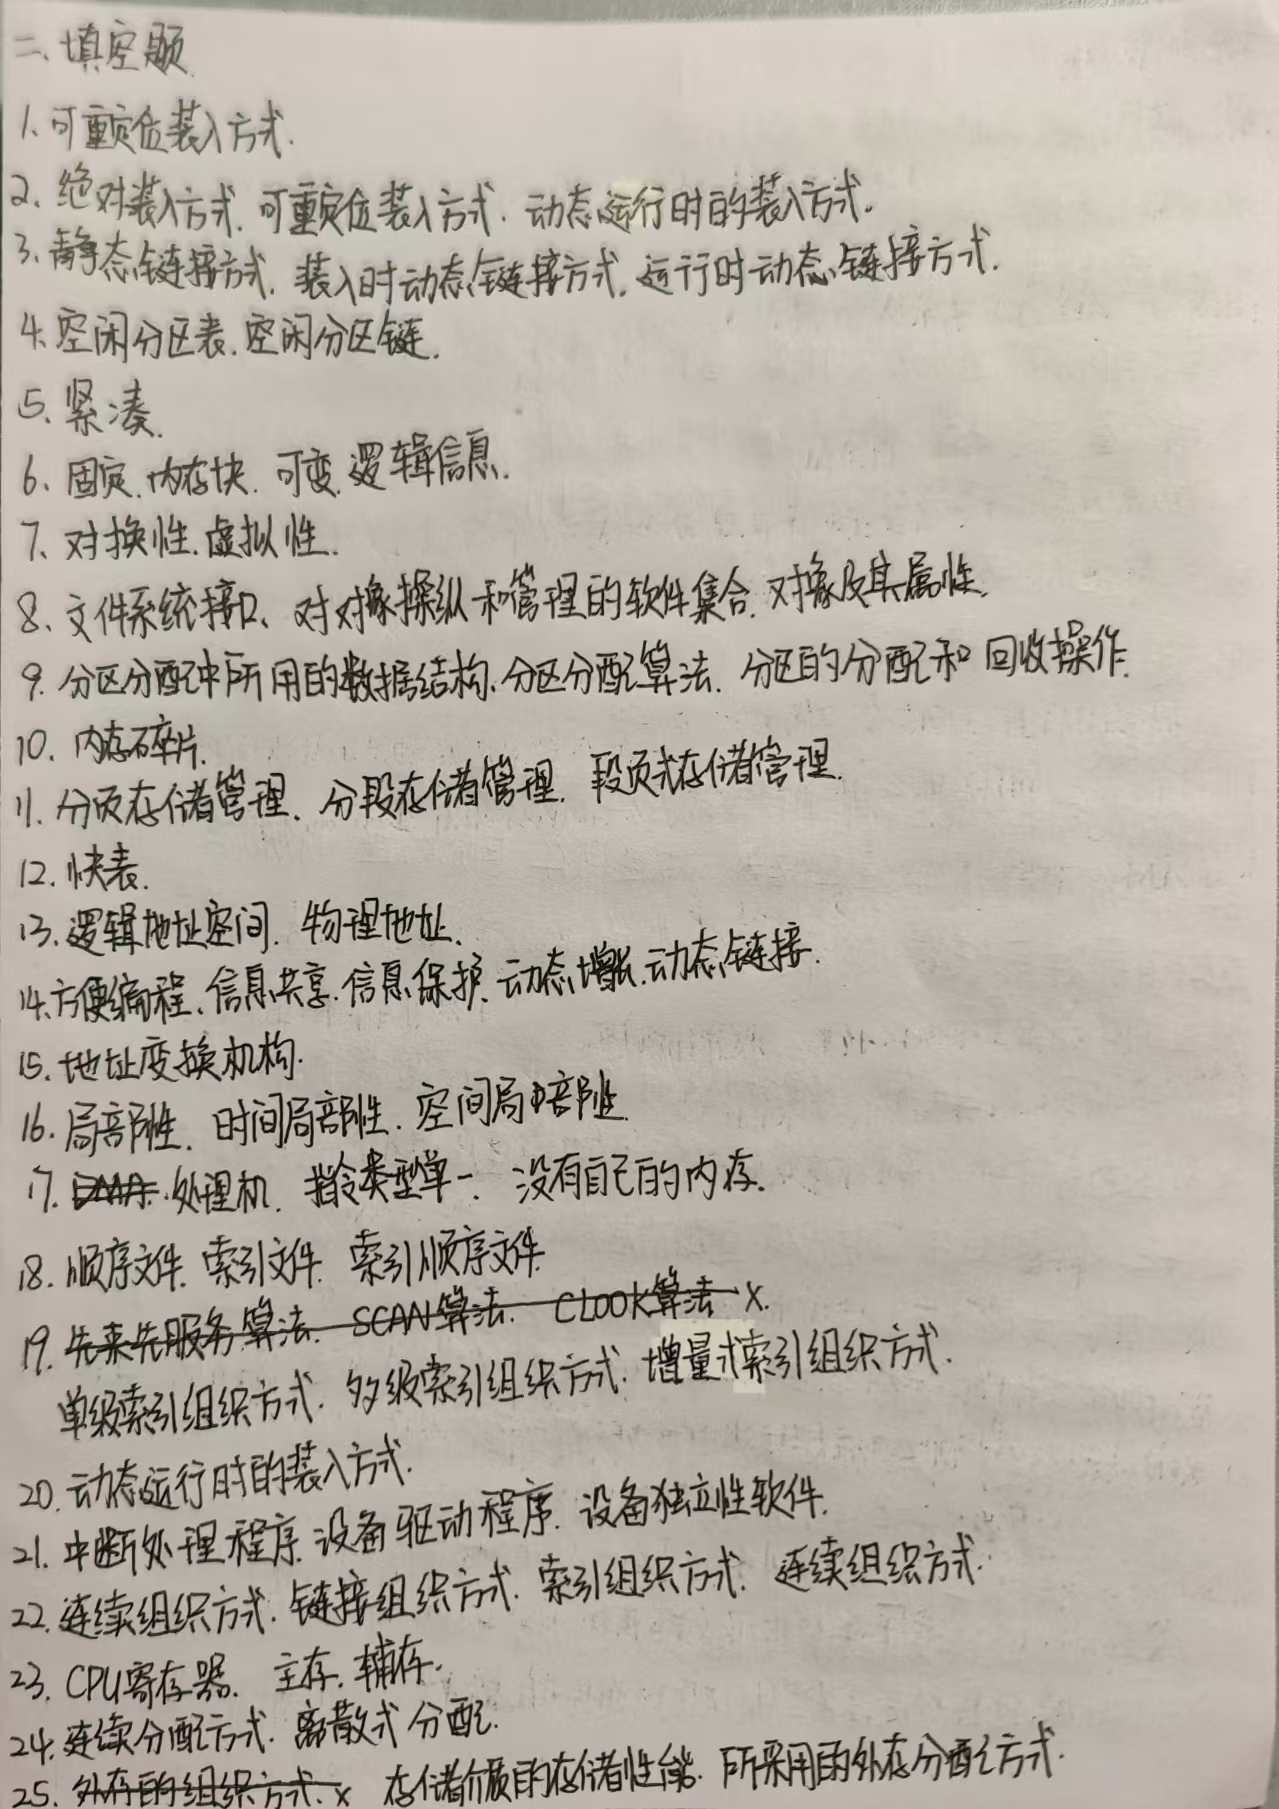 二、填空题
1、可重定位装入方式.
2、绝对装入方式.可重定位装入方式.动态运行时的装入方式。
3、静态链接方式.装入时动态链接方式.运行时动态链接方式.
4、空闲分区表.空闲分区链.
5、紧凑.
6、固定.内存块.可变.逻辑信息.
7、对换性.虚拟性.
8、文件系统接口、对对象操纵和管理的软件集合.对象及其属性.
9、分区分配中所用的数据结构.分区分配算法.分区的分配和回收操作.
10、内存碎片.
11、分页存储管理.分段存储管理.段页式存储管理.
12、快表.
13、逻辑地址空间.物理地址.
14、方便编程.信息共享.信息保护.动态增长.动态链接.
15、地址变换机构.
16、局部性.时间局部性.空间局部性.
17、DMA.处理机.指令类型单一.没有自己的内存.
18、顺序文件.索引文件.索引顺序文件
19、先来先服务算法.SCAN算法.CLOOK算法 X.
单级索引组织方式.多级索引组织方式.增量式索引组织方式.
20、动态运行时的装入方式.
21、中断处理程序.设备驱动程序.设备独立性软件.
22、连续组织方式.链接组织方式.索引组织方式.连续组织方式.
23、CPU寄存器.主存.辅存.
24、连续分配方式.离散式分配.
25、外存的组织方式.x 存储介质的存储性能.所采用的外存分配方式.